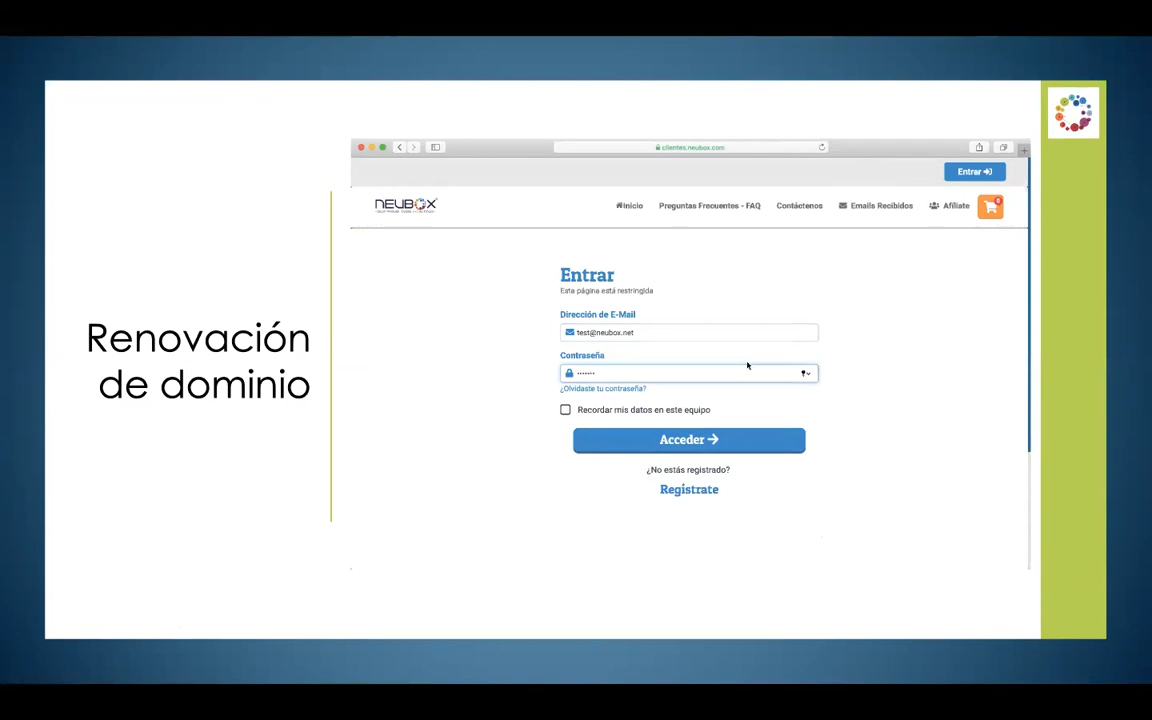 Renovación
de dominio
clientes.neubox.com
Entrar
NEUBOX
Inicio
Preguntas Frecuentes - FAQ
Contáctenos
Emails Recibidos
Afíliate
0
Entrar
Esta página está restringida
Dirección de E-Mail
test@neubox.net
Contraseña
¿Olvidaste tu contraseña?
Recordar mis datos en este equipo
Acceder
¿No estás registrado?
Registrate